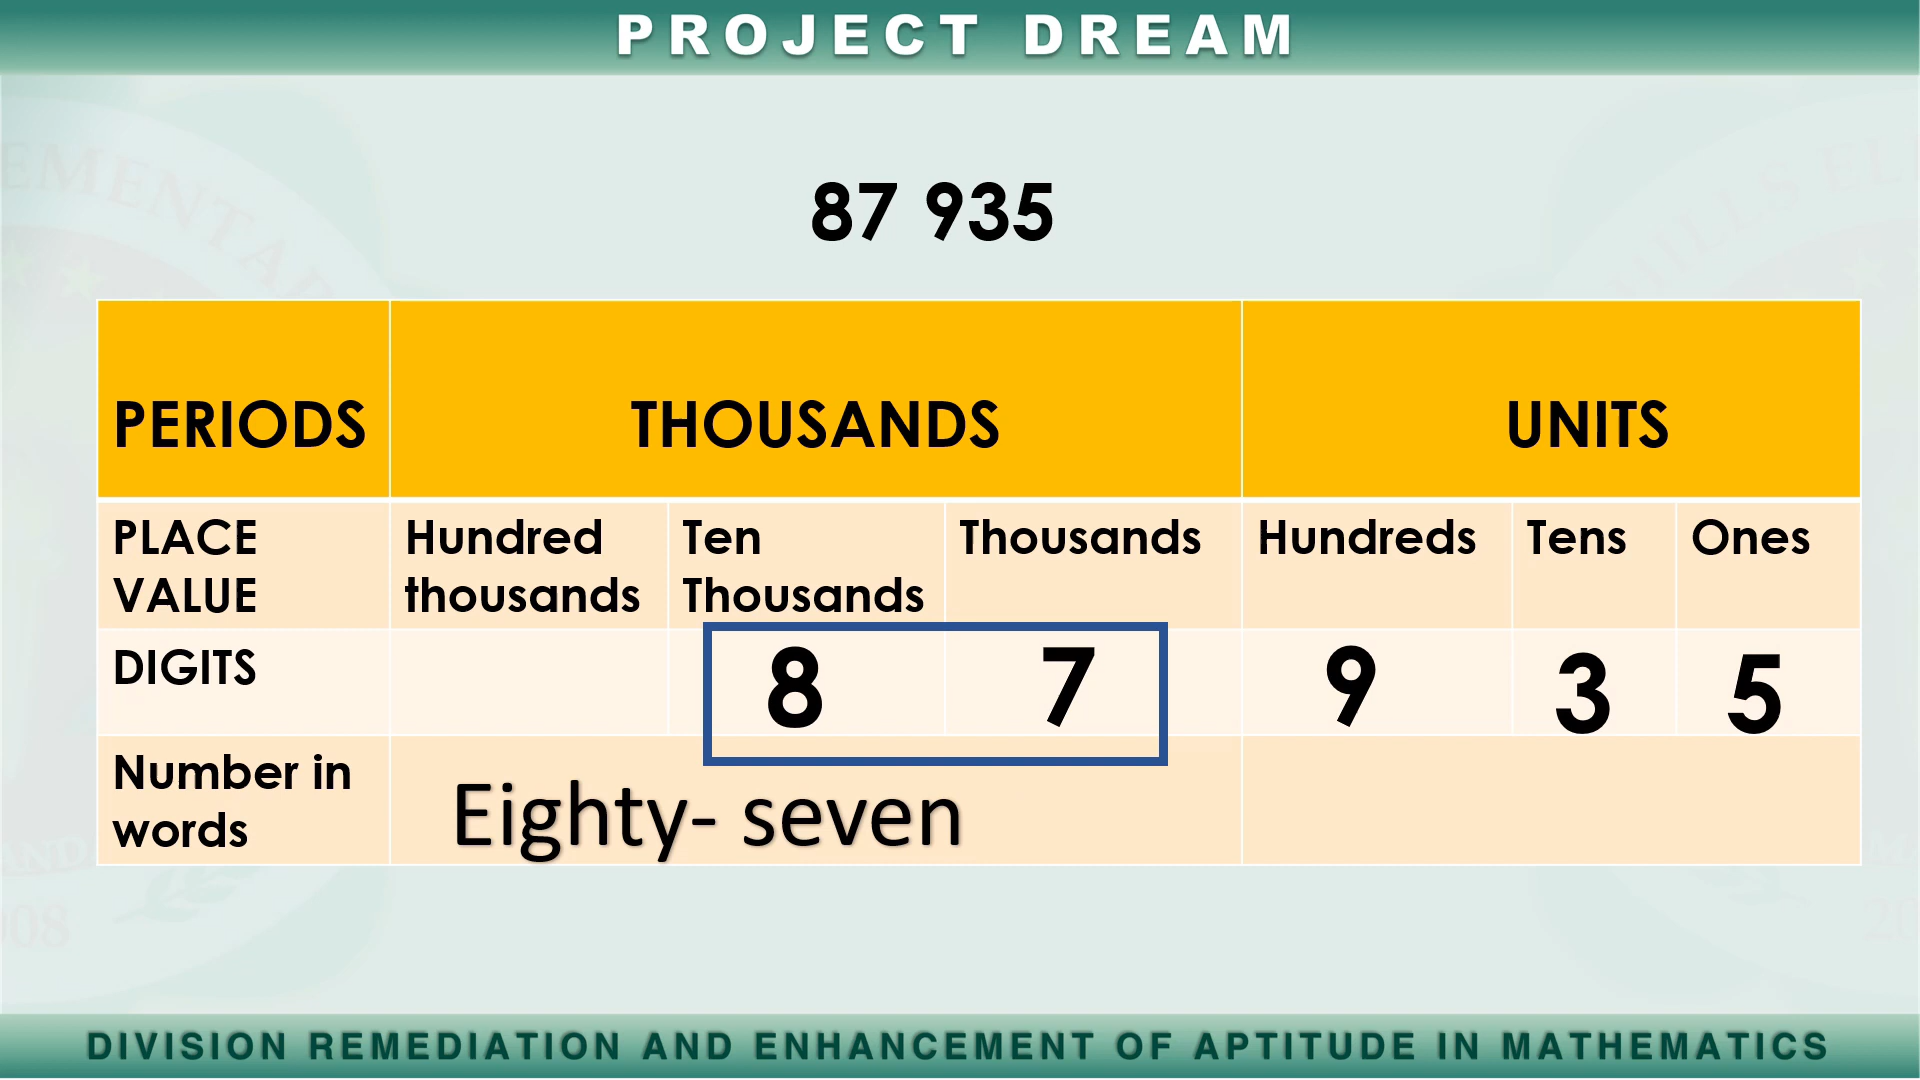 PROJECT DREAM
87 935
PERIODS THOUSANDS UNITS
PLACE VALUE Hundred thousands Ten Thousands Thousands Hundreds Tens Ones
DIGITS 8 7 9 3 5
Number in words Eighty- seven
DIVISION REMEDIATION AND ENHANCEMENT OF APTITUDE IN MATHEMATICS